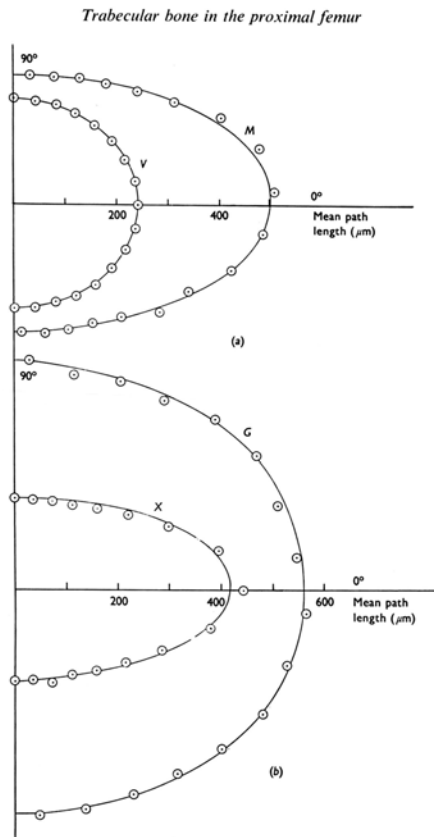 Trabecular bone in the proximal femur
90°
M
V
0°
200
400
Mean path
length (μm)
(a)
90°
G
X
0°
200
400
600
Mean path
length (μm)
(b)